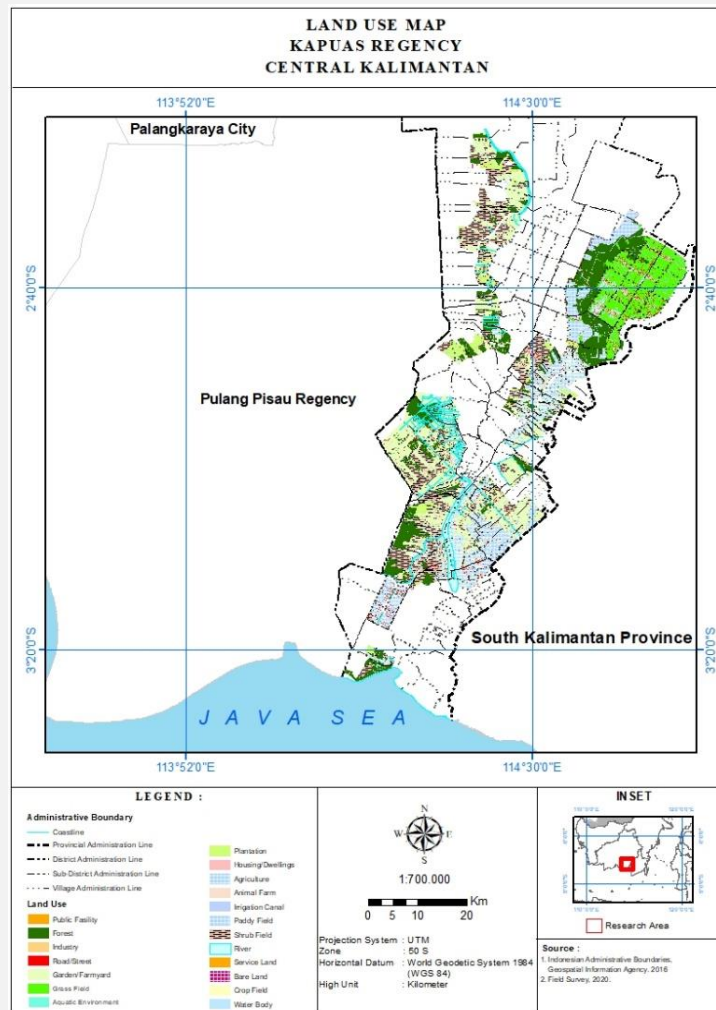 LAND USE MAP
KAPUAS REGENCY
CENTRAL KALIMANTAN
113°52'0"E
114°30'0"E
Palangkaraya City
2°40'0"S
2°40'0"S
Pulang Pisau Regency
South Kalimantan Province
3°20'0"S
3°20'0"S
JAVA SEA
113°52'0"E
114°30'0"E
LEGEND :
Administrative Boundary
Coastline
Provincial Administration Line
District Administration Line
Sub-District Administration Line
Village Administration Line
Land Use
Public Facility
Forest
Industry
Road/Street
Garden/Farmyard
Grass Field
Aquatic Environment
Plantation
Housing/Dwellings
Agriculture
Animal Farm
Irrigation Canal
Paddy Field
Shrub Field
River
Service Land
Bare Land
Crop Field
Water Body
N
W E
S
1:700.000
Km
0 5 10 20
Projection System : UTM
Zone : 50 S
Horizontal Datum : World Geodetic System 1984
(WGS 84)
High Unit : Kilometer
INSET
Research Area
Source :
1. Indonesian Administrative Boundaries,
Geospatial Information Agency. 2016
2. Field Survey, 2020.